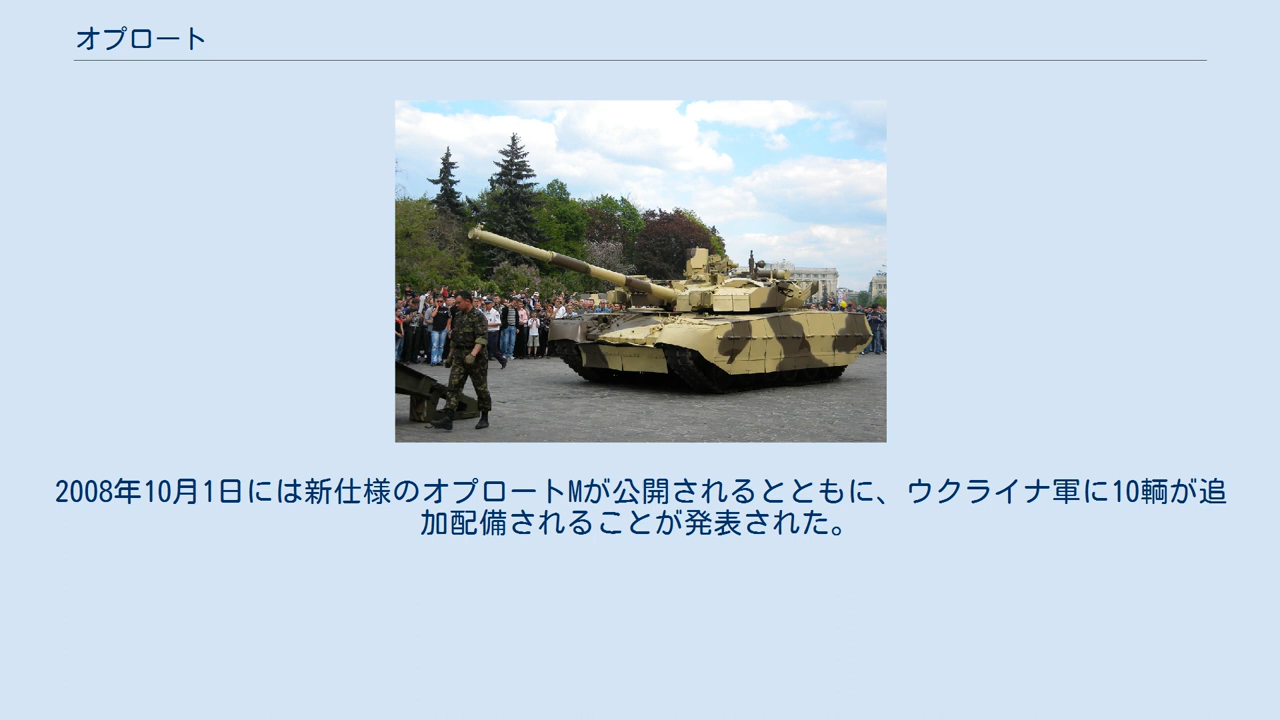 オプロート
2008年10月1日には新仕様のオプロートMが公開されるとともに、ウクライナ軍に10輌が追
加配備されることが発表された。